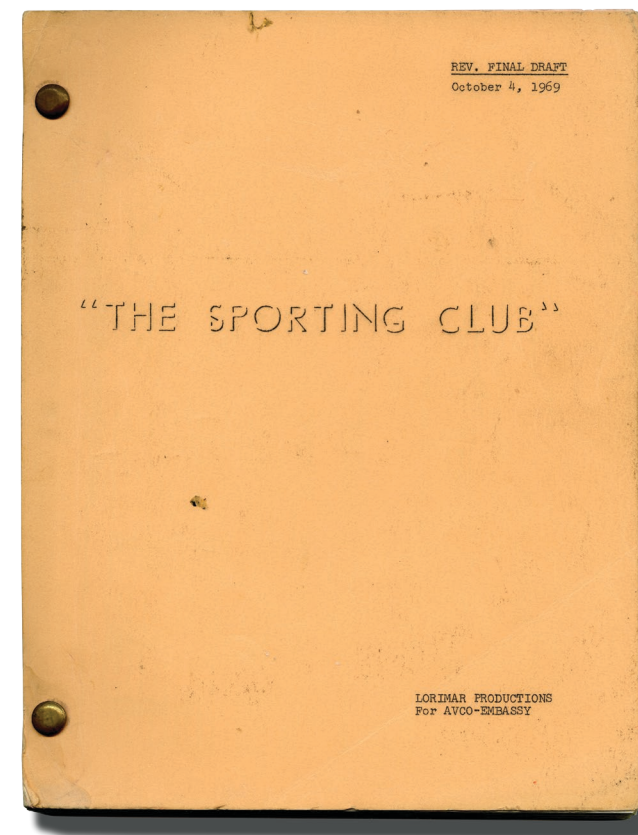 REV. FINAL DRAFT
October 4, 1969
“THE SPORTING CLUB”
LORIMAR PRODUCTIONS
For AVCO-EMBASSY